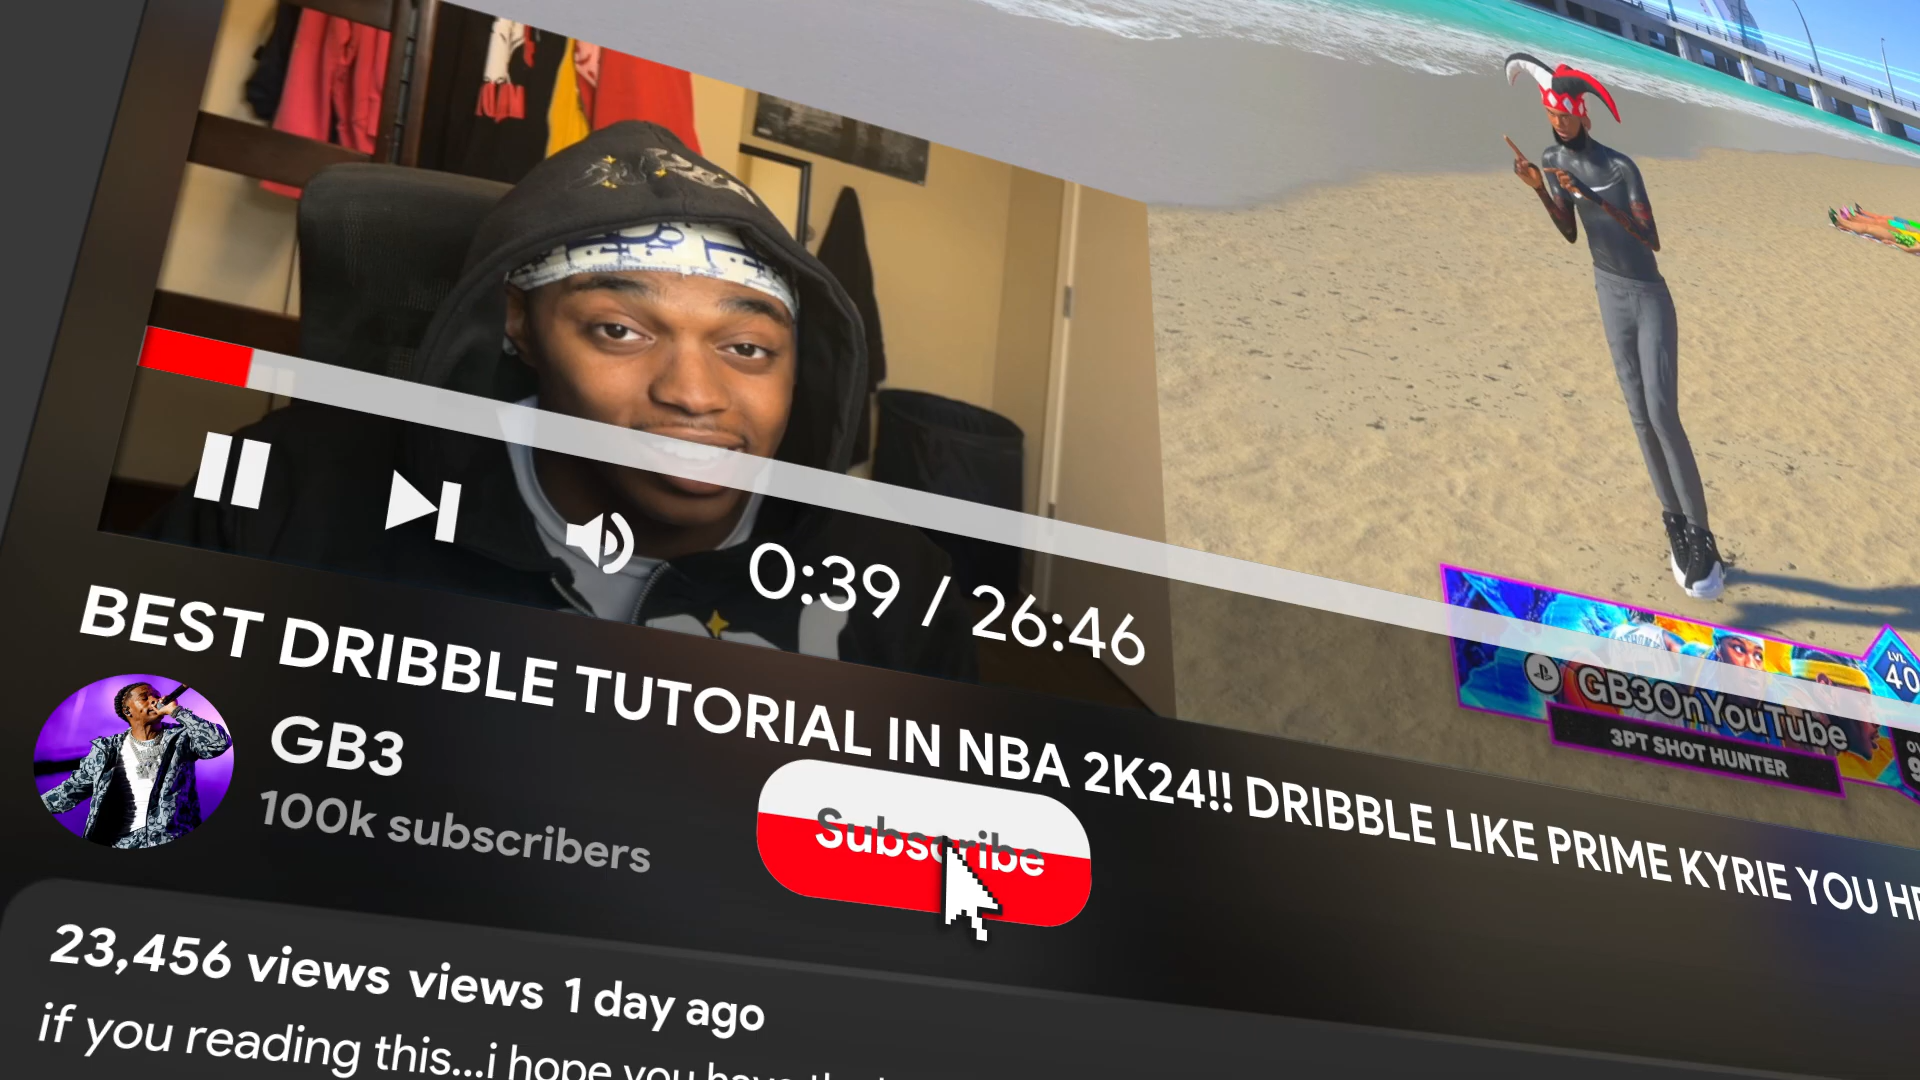 0:39 / 26:46
LVL
40
GB3OnYouTube
3PT SHOT HUNTER
BEST DRIBBLE TUTORIAL IN NBA 2K24!! DRIBBLE LIKE PRIME KYRIE YOU
GB3
100k subscribers
Subscribe
23,456 views views 1 day ago
if you reading this...i hope you have